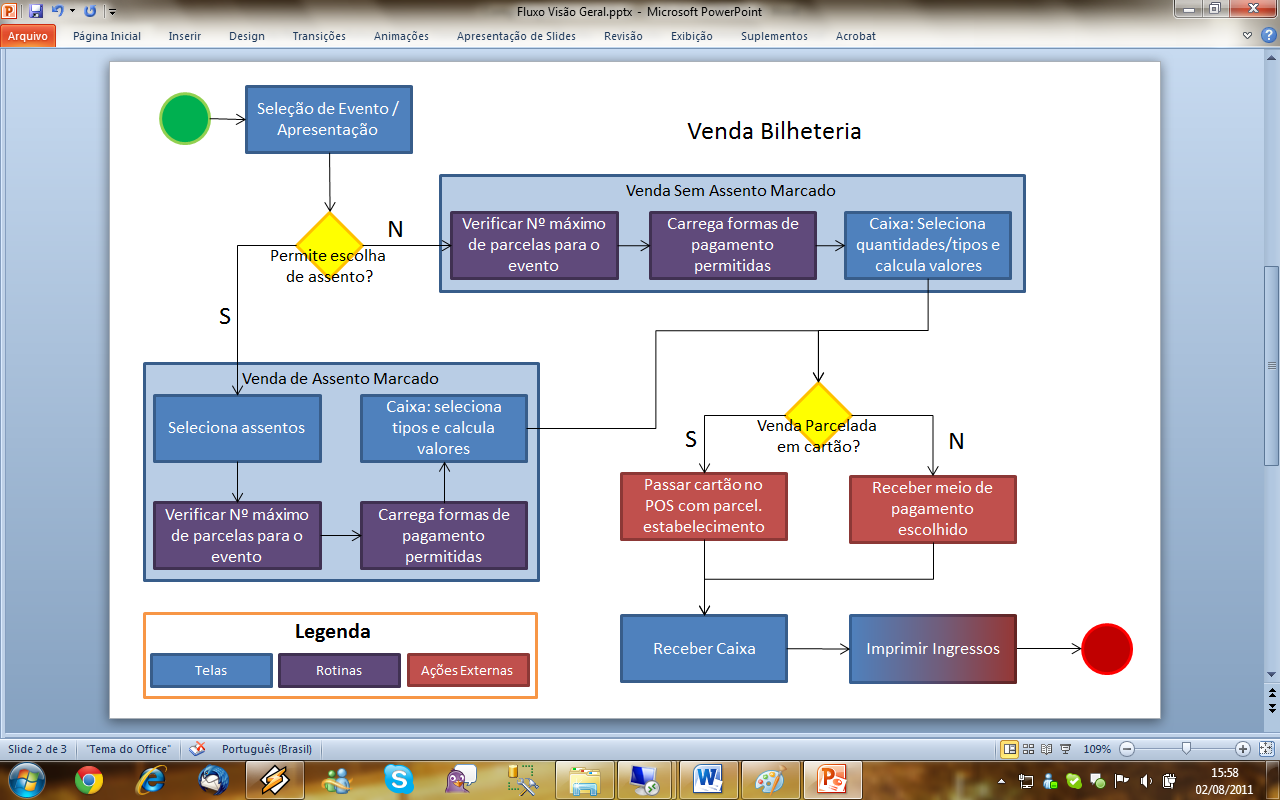 Fluxo Visão Geral.pptx - Microsoft PowerPoint
Arquivo
Página Inicial
Inserir
Design
Transições
Animações
Apresentação de Slides
Revisão
Exibição
Suplementos
Acrobat
Seleção de Evento /
Apresentação
Venda Bilheteria
Permite escolha
de assento?
N
S
Venda Sem Assento Marcado
Verificar Nº máximo
de parcelas para o
evento
Carrega formas de
pagamento
permitidas
Caixa: Seleciona
quantidades/tipos e
calcula valores
Venda de Assento Marcado
Seleciona assentos
Caixa: seleciona
tipos e calcula
valores
Verificar Nº máximo
de parcelas para o
evento
Carrega formas de
pagamento
permitidas
Venda Parcelada
em cartão?
S
N
Passar cartão no
POS com parcel.
estabelecimento
Receber meio de
pagamento
escolhido
Receber Caixa
Imprimir Ingressos
Legenda
Telas
Rotinas
Ações Externas
Slide 2 de 3
"Tema do Office"
Português (Brasil)
109%
15:58
02/08/2011